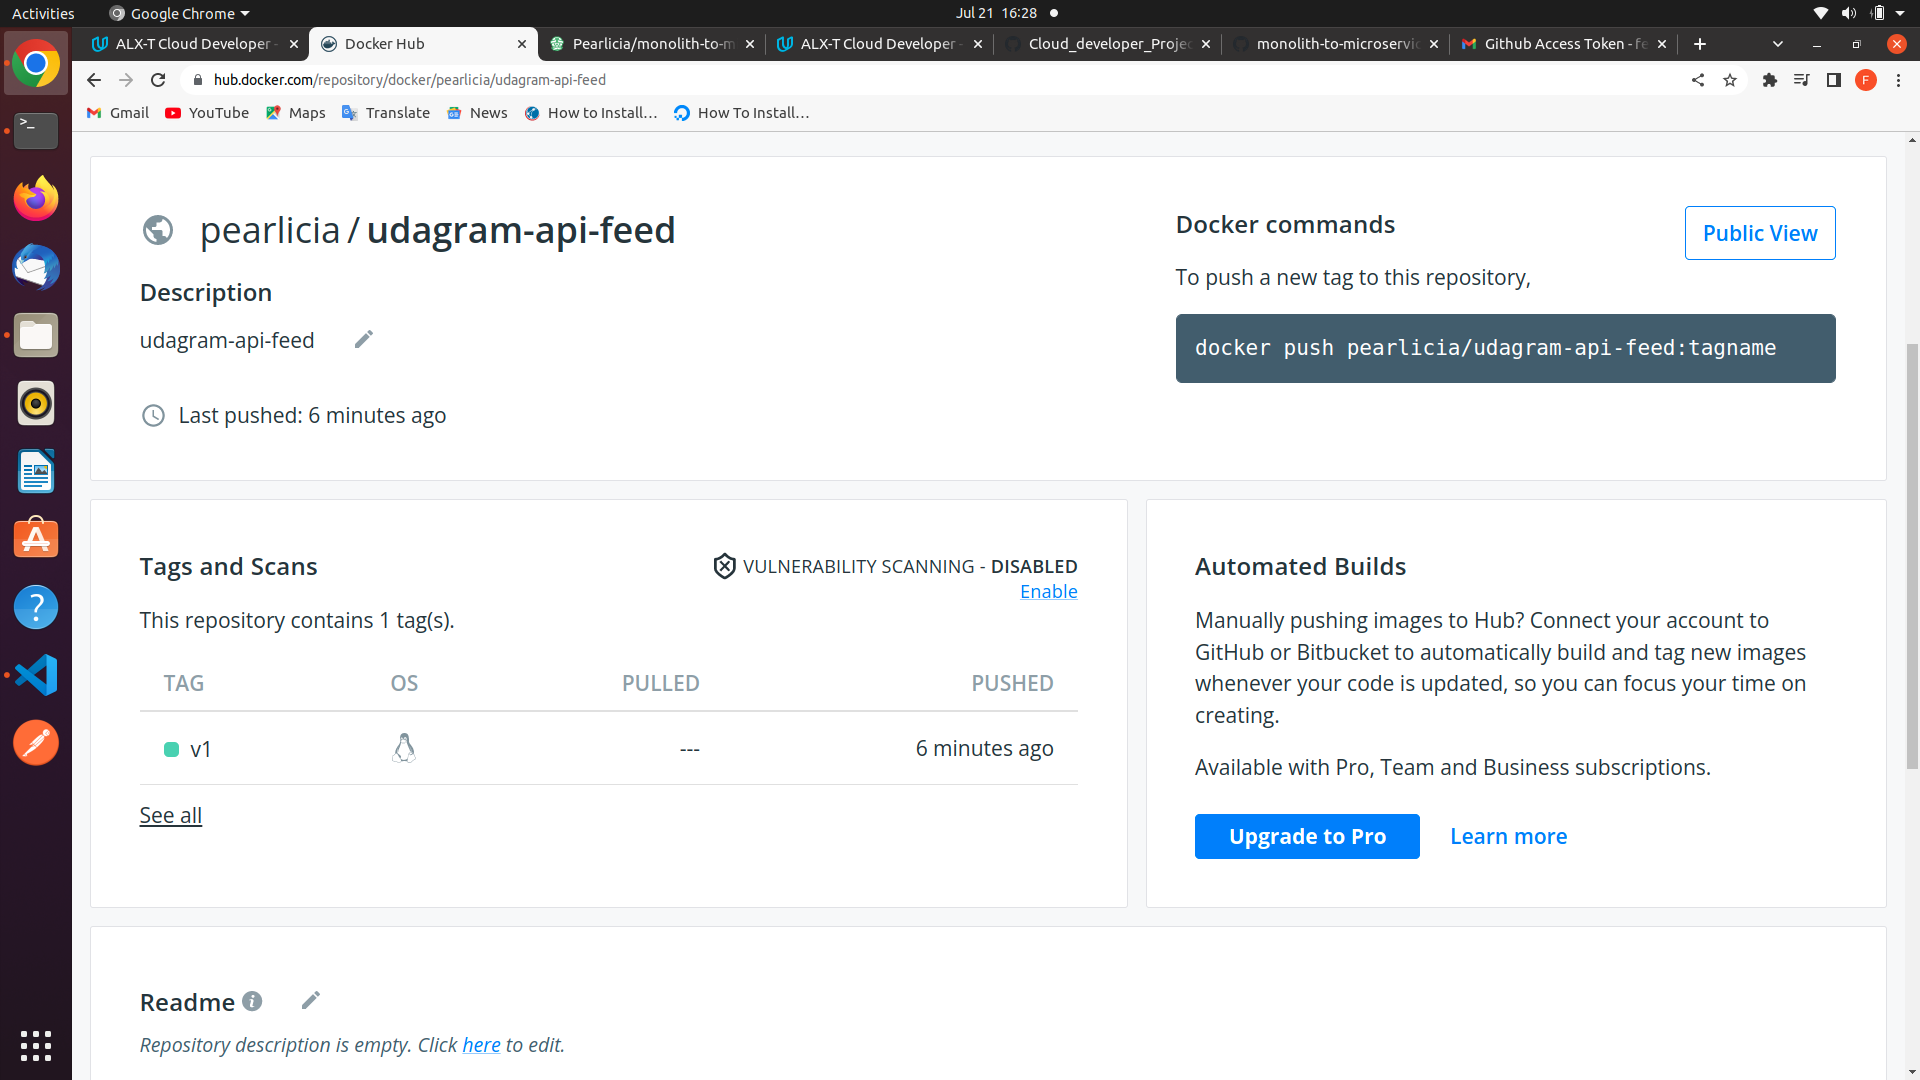 Activities
Google Chrome
Jul 21 16:28
ALX-T Cloud Developer -
Docker Hub
Pearlicia/monolith-to-m
ALX-T Cloud Developer -
Cloud_developer_Projec
monolith-to-microservic
Github Access Token - fe
hub.docker.com/repository/docker/pearlicia/udagram-api-feed
F
Gmail
YouTube
Maps
Translate
News
How to Install...
How To Install...
pearlicia / udagram-api-feed
Description
udagram-api-feed
Last pushed: 6 minutes ago
Docker commands
Public View
To push a new tag to this repository,
docker push pearlicia/udagram-api-feed:tagname
Tags and Scans
VULNERABILITY SCANNING - DISABLED
Enable
This repository contains 1 tag(s).
TAG OS PULLED PUSHED
v1 --- 6 minutes ago
See all
Automated Builds
Manually pushing images to Hub? Connect your account to
GitHub or Bitbucket to automatically build and tag new images
whenever your code is updated, so you can focus your time on
creating.
Available with Pro, Team and Business subscriptions.
Upgrade to Pro
Learn more
Readme
Repository description is empty. Click here to edit.